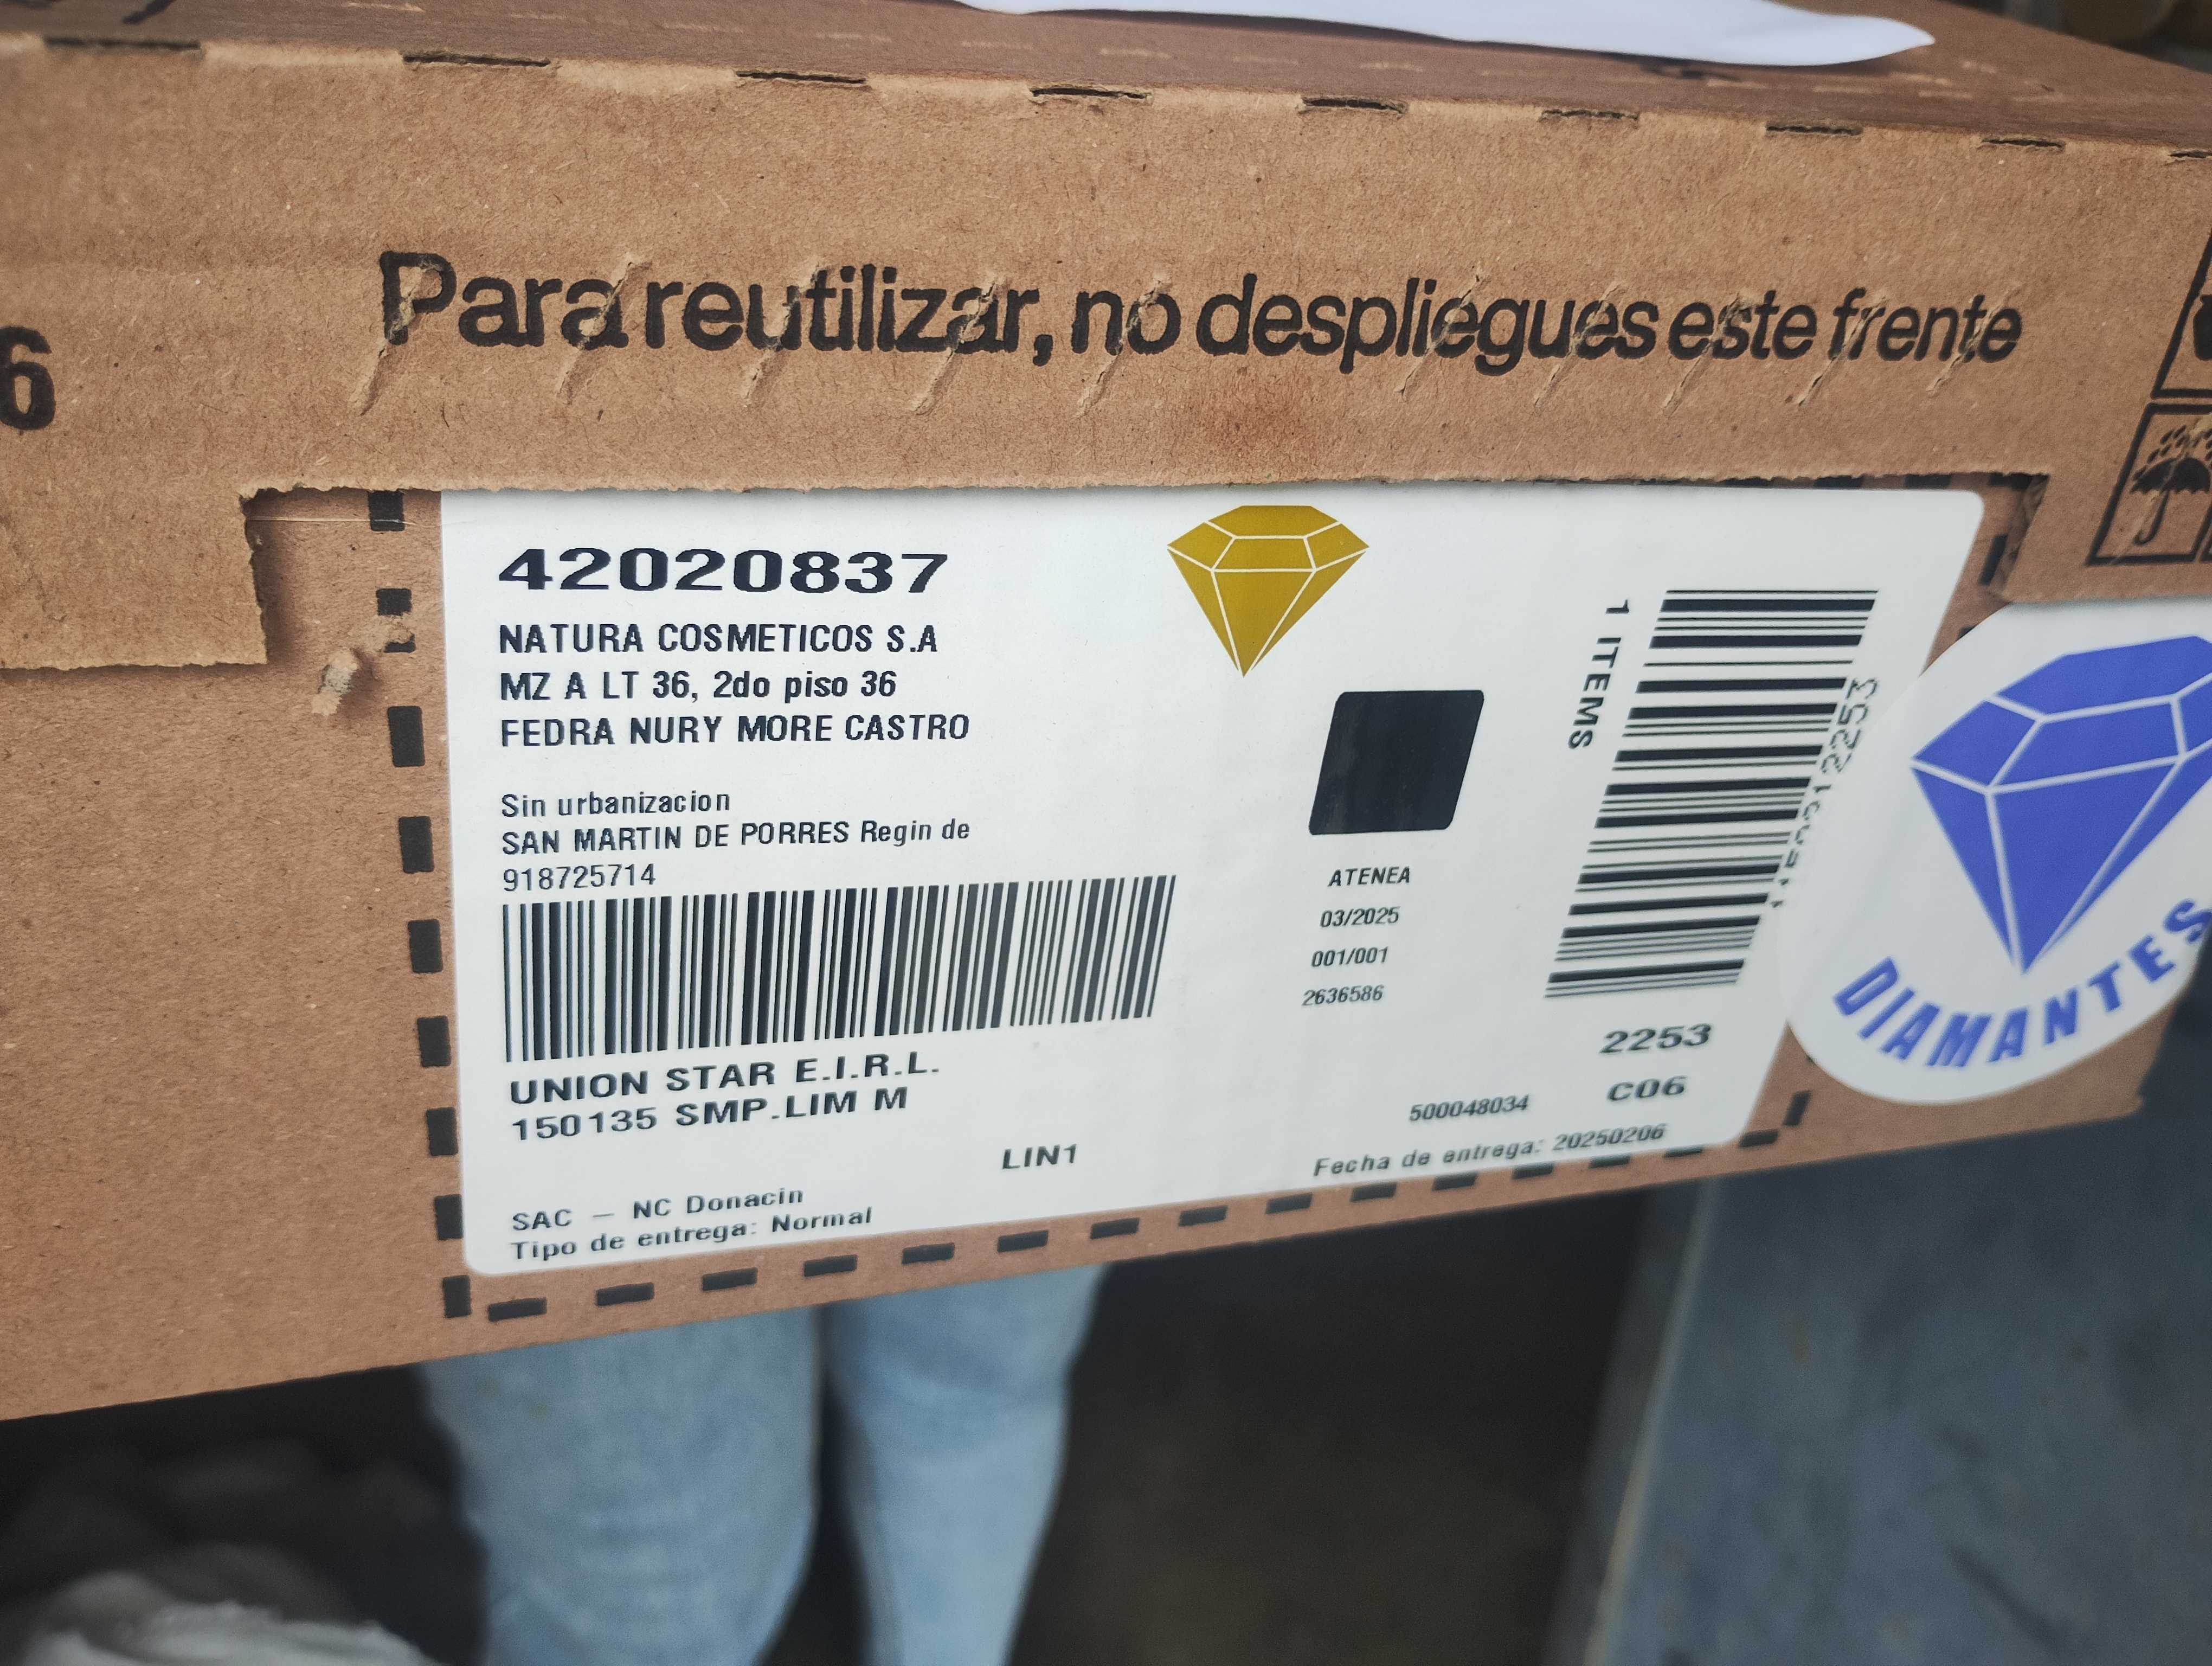 6
Para reutilizar, no despliegues este frente
42020837
NATURA COSMETICOS S.A
MZ A LT 36, 2do piso 36
FEDRA NURY MORE CASTRO
Sin urbanizacion
SAN MARTIN DE PORRES Regin de
918725714
UNION STAR E.I.R.L.
150135 SMP.LIM M
LIN1
SAC – NC Donacin
Tipo de entrega: Normal
ATENEA
03/2025
001/001
2636586
1 ITEMS
2253
C06
500048034
Fecha de entrega: 20250206
DIAMANTES